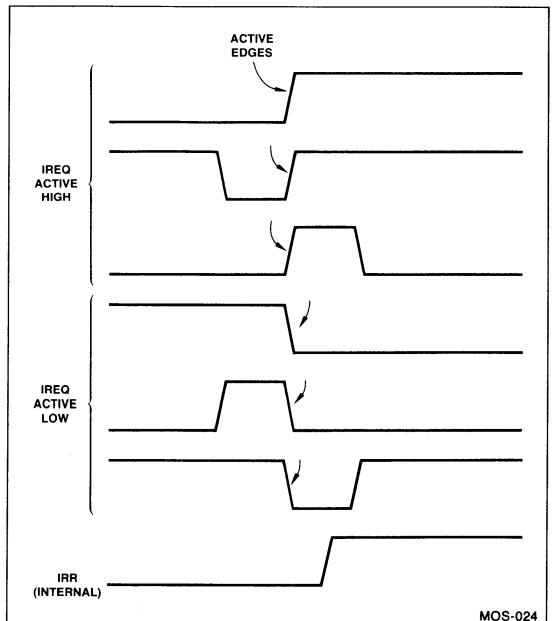 ACTIVE
EDGES
IREQ
ACTIVE
HIGH
IREQ
ACTIVE
LOW
IRR
(INTERNAL)
MOS-024